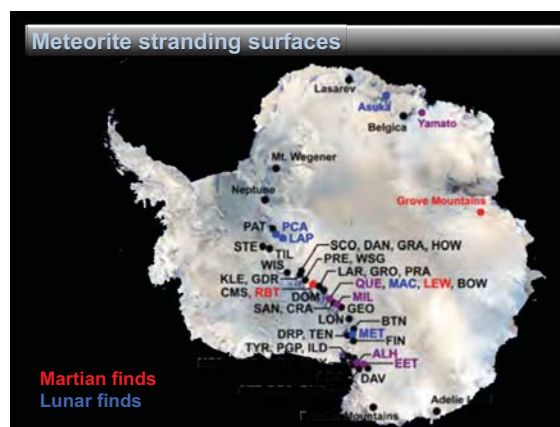 Meteorite stranding surfaces
Lasarev
Asuka
Belgica
Yamato
Mt. Wegener
Neptune
Grove Mountains
PAT
PCA
LAP
STE
TIL
SCO, DAN, GRA, HOW
WIS
PRE, WSG
KLE, GDR
LAR, GRO, PRA
CMS, RBT
QUE, MAC, LEW, BOW
DOM
MIL
SAN, CRA
GEO
LON
BTN
DRP, TEN
MET
FIN
TYR, PGP, ILD
ALH
EET
DAV
Martian finds
Lunar finds
Mountains
Adelie